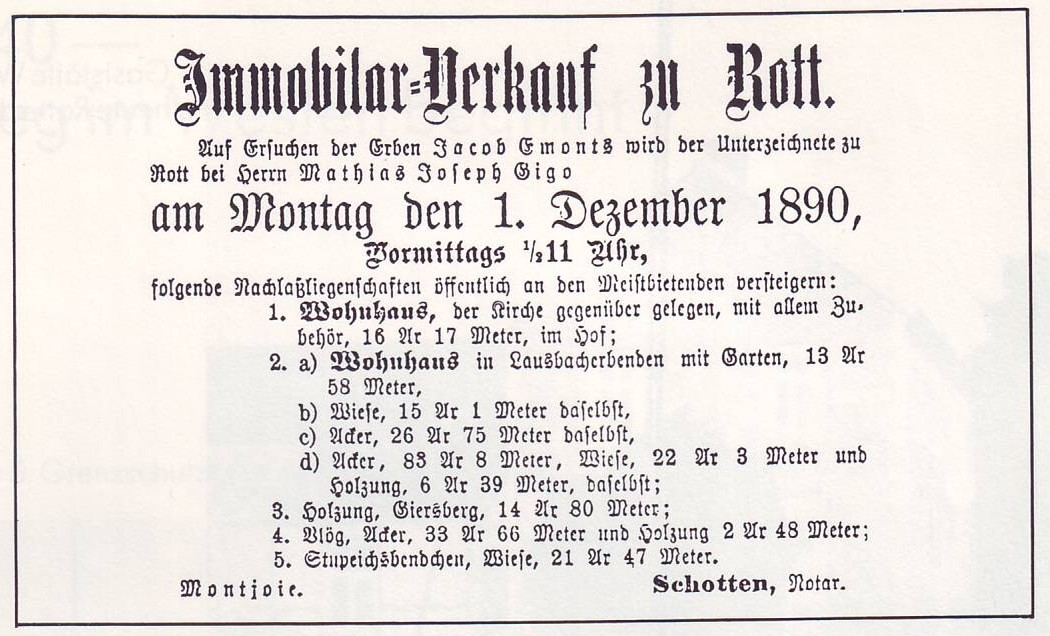 Immobilar-Verkauf zu Rott.
Auf Ersuchen der Erben Jacob Emonts wird der Unterzeichnete zu
Rott bei Herrn Mathias Joseph Gigo
am Montag den 1. Dezember 1890,
Vormittags ½11 Uhr,
folgende Nachlaßliegenschaften öffentlich an den Meistbietenden versteigern:
1. Wohnhaus, der Kirche gegenüber gelegen, mit allem Zu-
behör, 16 Ar 17 Meter, im Hof;
2. a) Wohnhaus in Lausbacherbenden mit Garten, 13 Ar
58 Meter,
b) Wiese, 15 Ar 1 Meter daselbst,
c) Acker, 26 Ar 75 Meter daselbst,
d) Acker, 83 Ar 8 Meter, Wiese, 22 Ar 3 Meter und
Holzung, 6 Ar 39 Meter, daselbst;
3. Holzung, Giersberg, 14 Ar 80 Meter;
4. Vlög, Acker, 33 Ar 66 Meter und Holzung 2 Ar 48 Meter;
5. Stupeichsbendchen, Wiese, 21 Ar 47 Meter.
Montjoie. Schotten, Notar.